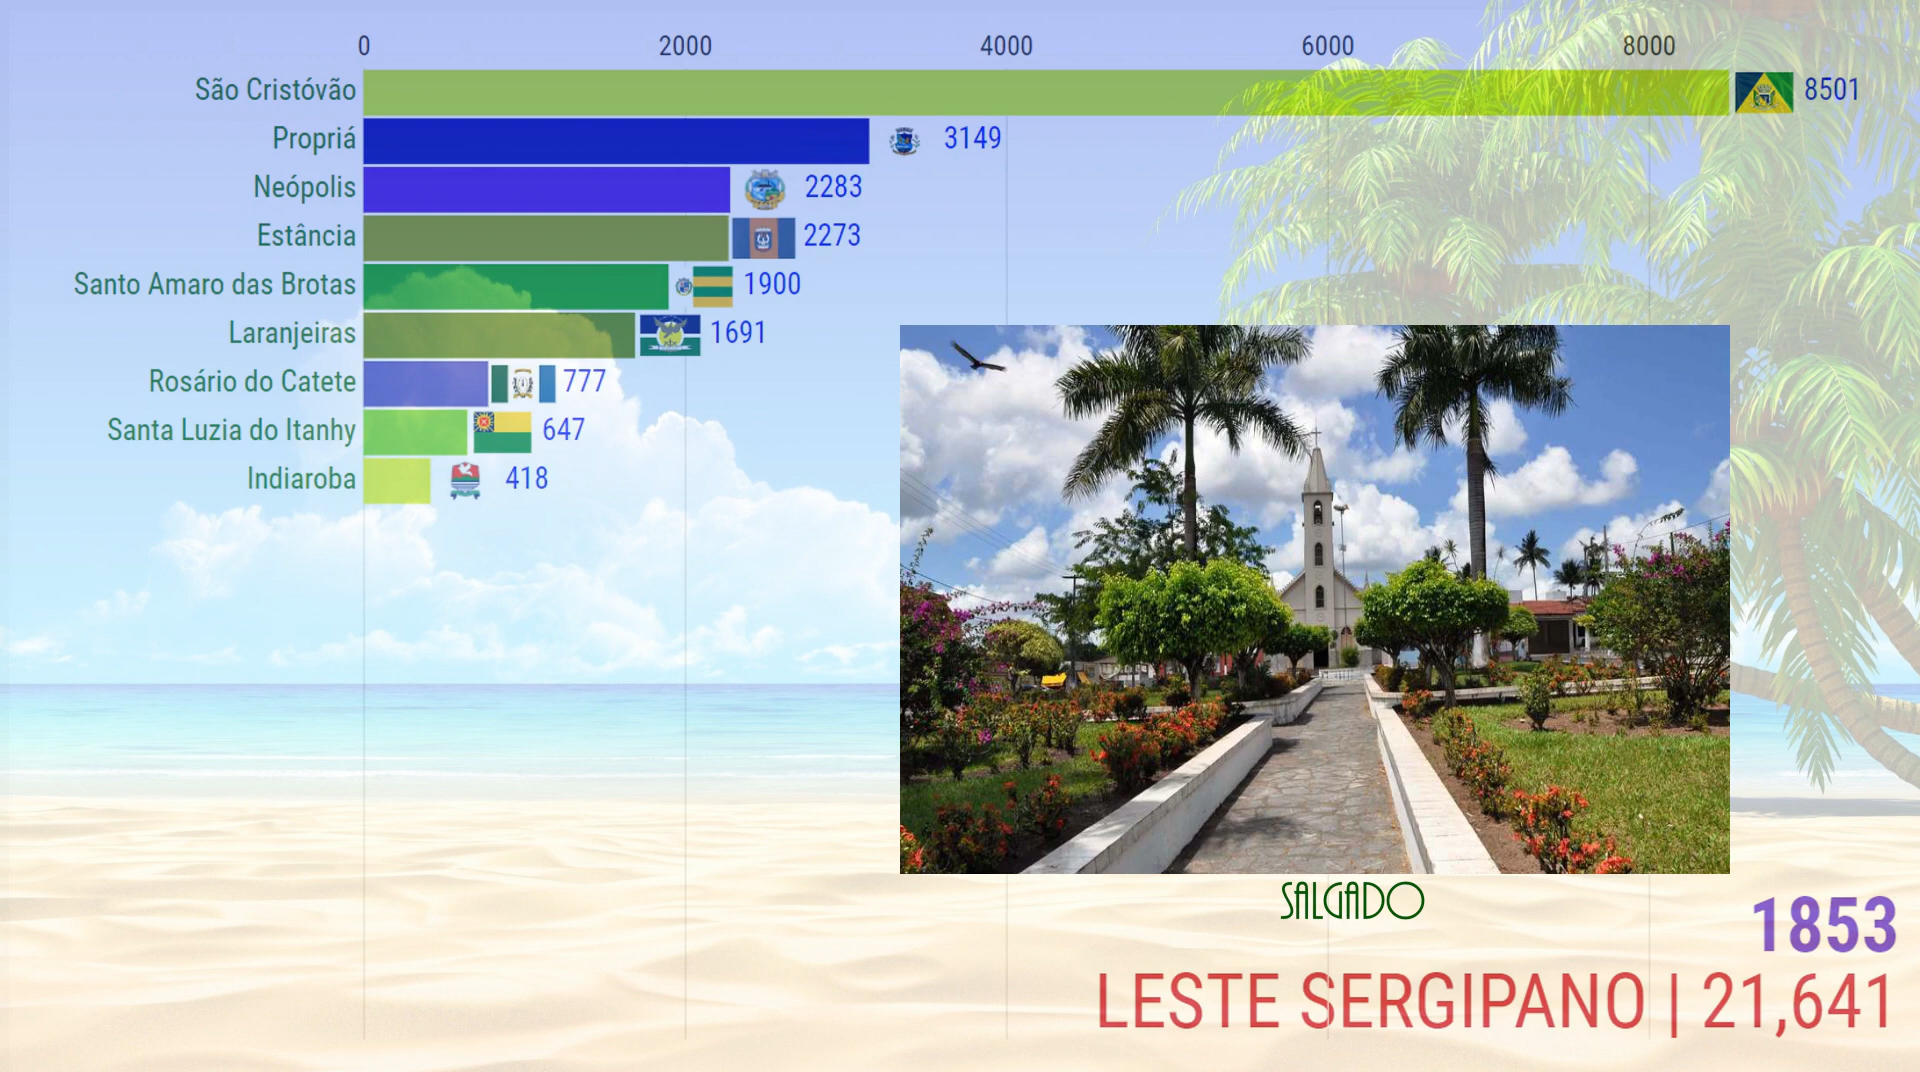 0 2000 4000 6000 8000
São Cristóvão 8501
Propriá 3149
Neópolis 2283
Estância 2273
Santo Amaro das Brotas 1900
Laranjeiras 1691
Rosário do Catete 777
Santa Luzia do Itanhy 647
Indiaroba 418
SALGADO
1853
LESTE SERGIPANO | 21,641